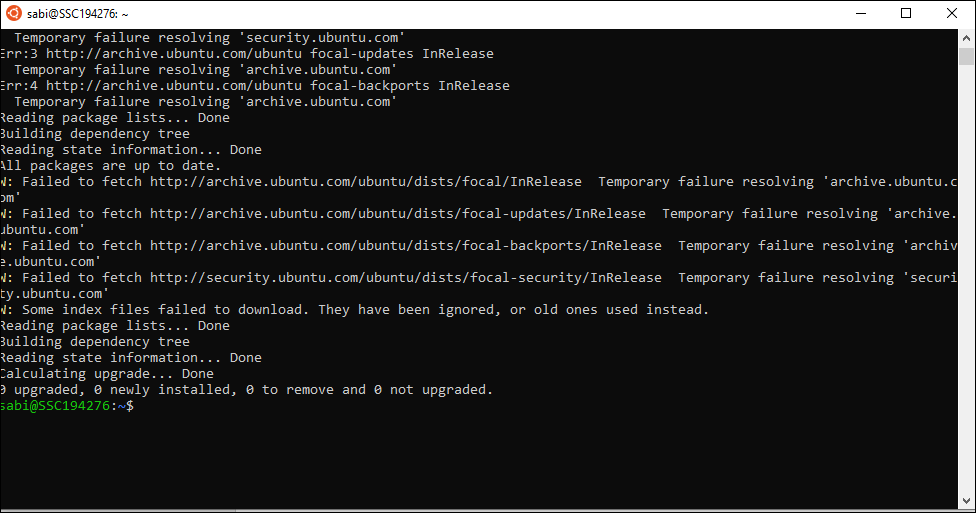 sabi@SSC194276: ~
Temporary failure resolving 'security.ubuntu.com'
Err:3 http://archive.ubuntu.com/ubuntu focal-updates InRelease
Temporary failure resolving 'archive.ubuntu.com'
Err:4 http://archive.ubuntu.com/ubuntu focal-backports InRelease
Temporary failure resolving 'archive.ubuntu.com'
Reading package lists... Done
Building dependency tree
Reading state information... Done
All packages are up to date.
W: Failed to fetch http://archive.ubuntu.com/ubuntu/dists/focal/InRelease  Temporary failure resolving 'archive.ubuntu.c
om'
W: Failed to fetch http://archive.ubuntu.com/ubuntu/dists/focal-updates/InRelease  Temporary failure resolving 'archive.
ubuntu.com'
W: Failed to fetch http://archive.ubuntu.com/ubuntu/dists/focal-backports/InRelease  Temporary failure resolving 'archiv
e.ubuntu.com'
W: Failed to fetch http://security.ubuntu.com/ubuntu/dists/focal-security/InRelease  Temporary failure resolving 'securi
ty.ubuntu.com'
W: Some index files failed to download. They have been ignored, or old ones used instead.
Reading package lists... Done
Building dependency tree
Reading state information... Done
Calculating upgrade... Done
0 upgraded, 0 newly installed, 0 to remove and 0 not upgraded.
sabi@SSC194276:~$